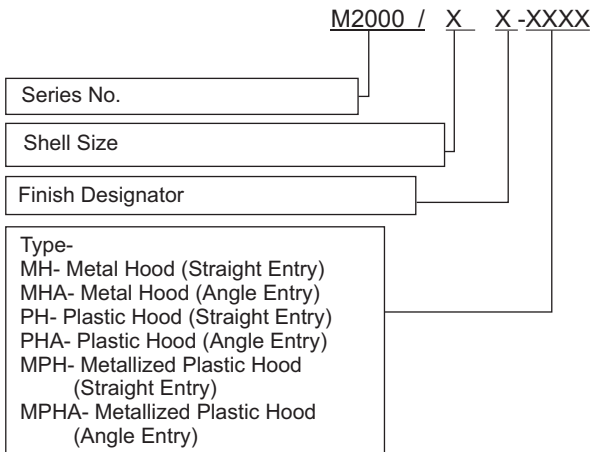 M2000 / X X -XXXX
Series No.
Shell Size
Finish Designator
Type-
MH- Metal Hood (Straight Entry)
MHA- Metal Hood (Angle Entry)
PH- Plastic Hood (Straight Entry)
PHA- Plastic Hood (Angle Entry)
MPH- Metallized Plastic Hood
(Straight Entry)
MPHA- Metallized Plastic Hood
(Angle Entry)